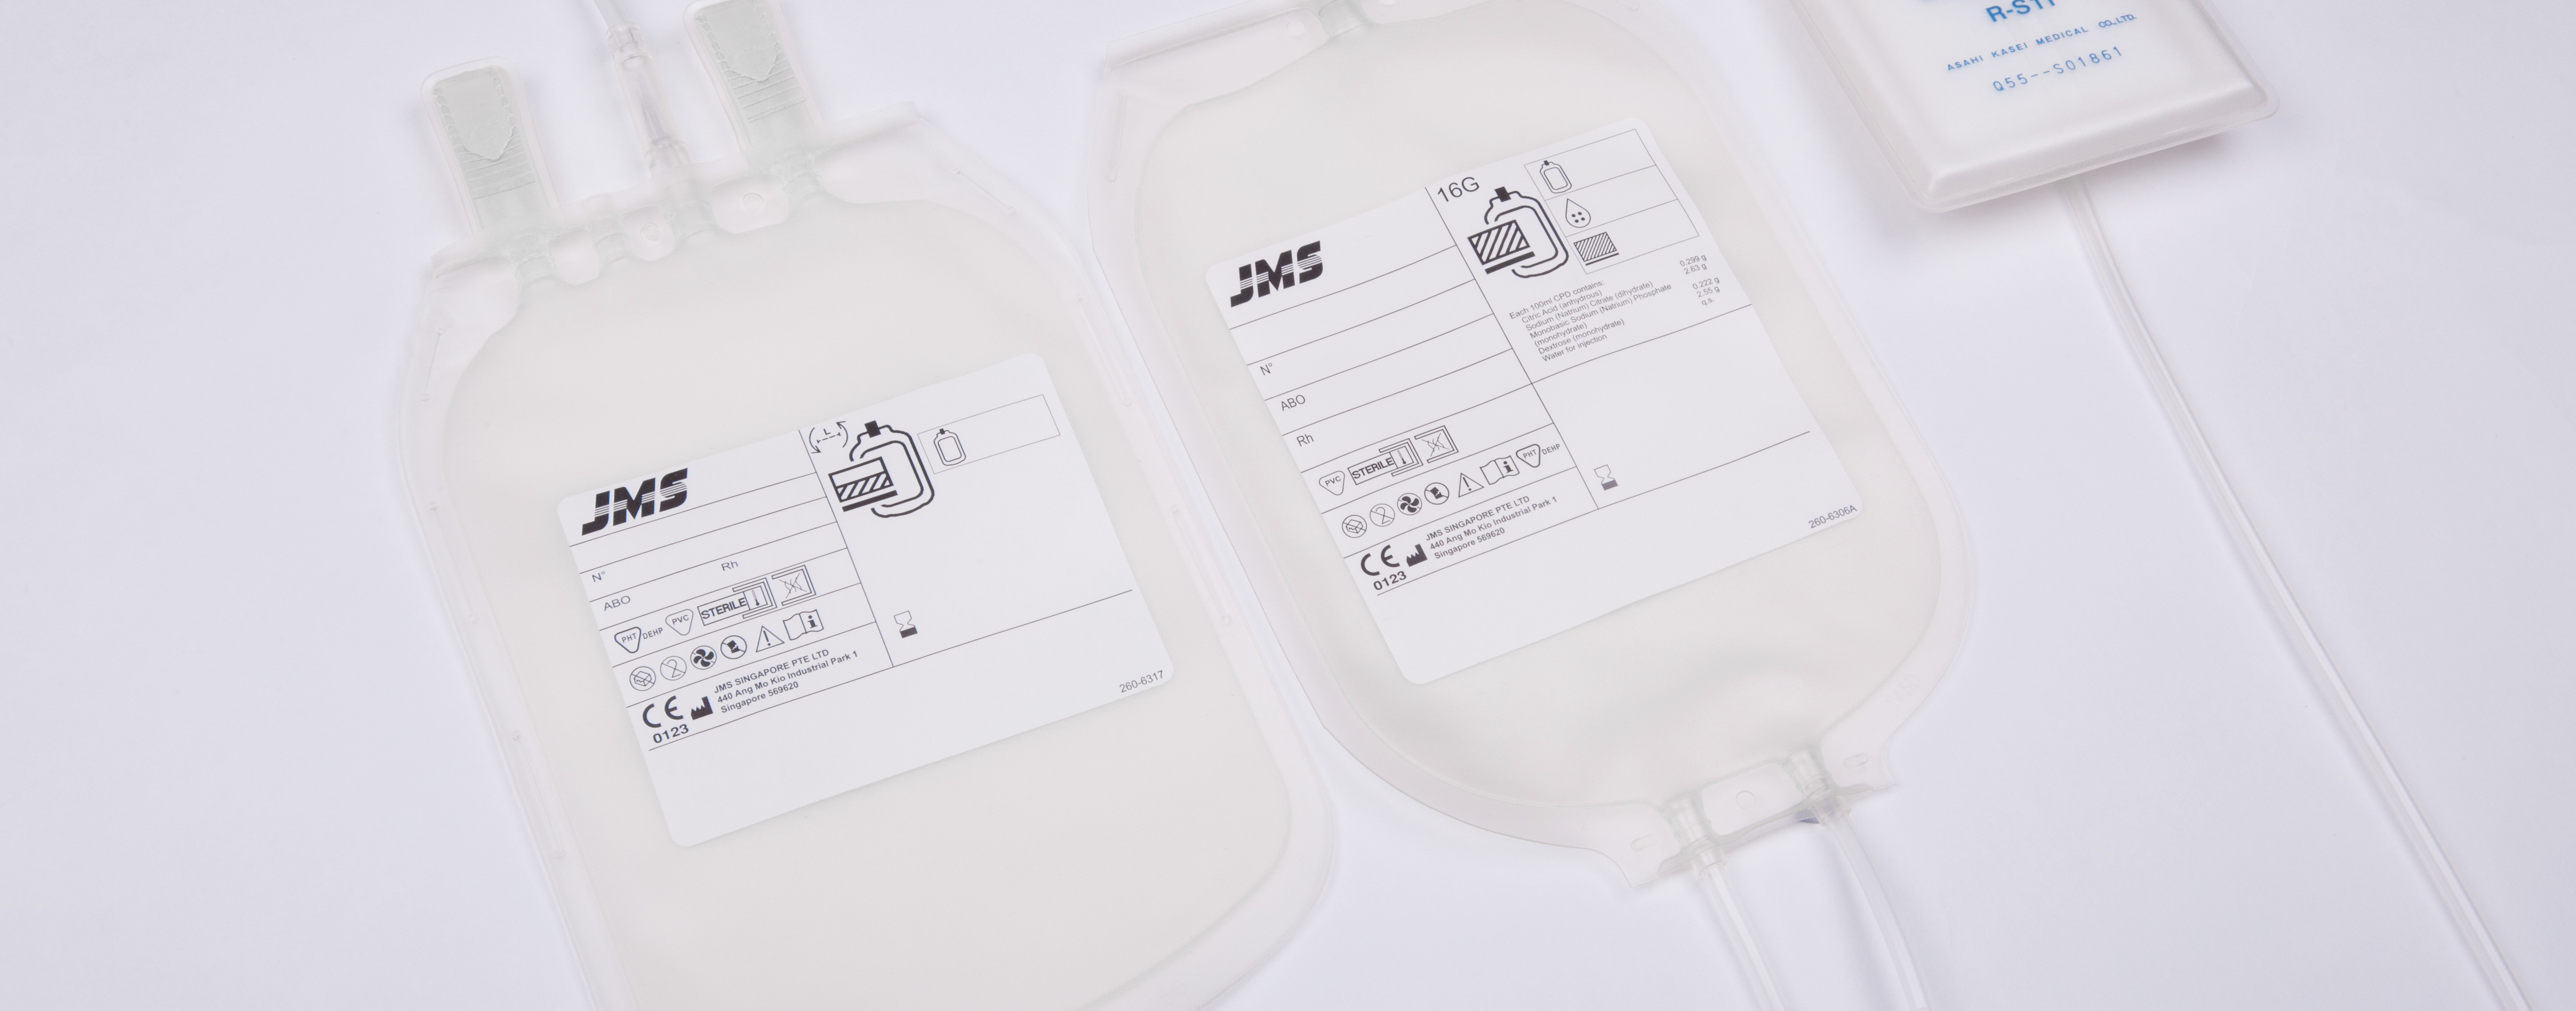 JMS
L
N°
Rh
ABO
PHT DEHP PVC STERILE
2
i
JMS SINGAPORE PTE LTD
440 Ang Mo Kio Industrial Park 1
Singapore 569620
CE
0123
260-6317
JMS
16G
Each 100ml CPD contains:
Citric Acid (anhydrous) 0.299 g
Sodium (Natrum) Citrate (dihydrate) 2.63 g
Monobasic Sodium (Natrum) Phosphate
(monohydrate) 0.222 g
Dextrose (monohydrate) 2.55 g
Water for injection q.s.
N°
ABO
Rh
PVC STERILE
2
i
PHT DEHP
JMS SINGAPORE PTE LTD
440 Ang Mo Kio Industrial Park 1
Singapore 569620
CE
0123
260-6306A
ASAHI KASEI MEDICAL CO.,LTD.
Q55--S01861